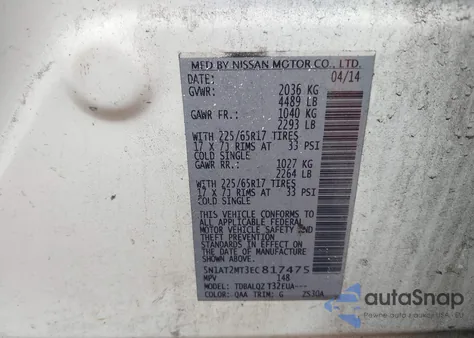 MFD BY NISSAN MOTOR CO., LTD.
DATE: 04/14
GVWR: 2036 KG
4489 LB
GAWR FR.: 1040 KG
2293 LB
WITH 225/65R17 TIRES
17 X 7J RIMS AT 33 PSI
COLD SINGLE
GAWR RR.: 1027 KG
2264 LB
WITH 225/65R17 TIRES
17 X 7J RIMS AT 33 PSI
COLD SINGLE
THIS VEHICLE CONFORMS TO ALL
APPLICABLE FEDERAL MOTOR
VEHICLE SAFETY AND
THEFT PREVENTION STANDARDS
IN EFFECT ON THE DATE
OF MANUFACTURE SHOWN ABOVE.
5N1AT2MT3EC817475
MPV 148
MODEL: TDBALQZ T32EUA---
COLOR: QAA TRIM: G ZS30A
autoSnap
Powered by AutoBidCar